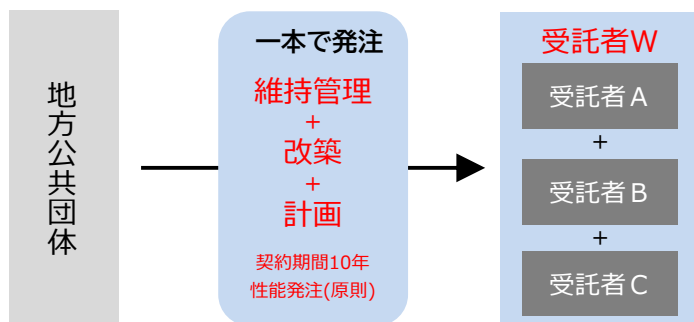 地方公共団体
一本で発注
維持管理
+
改築
+
計画
契約期間10年
性能発注(原則)
受託者W
受託者A
+
受託者B
+
受託者C